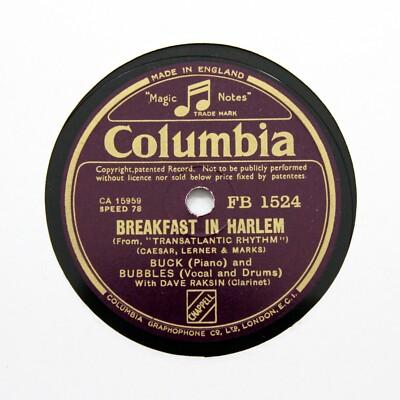 MADE IN ENGLAND
"Magic Notes"
TRADE MARK
Columbia
Copyright, patented Record. Not to be publicly performed
without licence nor sold below price fixed by patentees.
CA 15959
SPEED 78
FB 1524
BREAKFAST IN HARLEM
(From, "TRANSATLANTIC RHYTHM")
(CAESAR, LERNER & MARKS)
BUCK (Piano) and
BUBBLES (Vocal and Drums)
With DAVE RAKSIN (Clarinet)
CHAPPELL
COLUMBIA GRAPHOPHONE CO. LTD. LONDON, E.C.1.